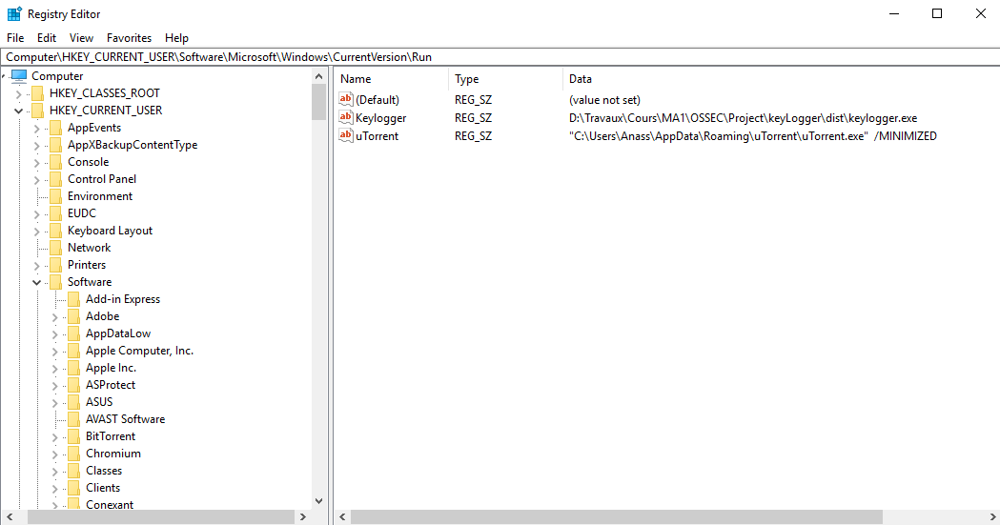 Registry Editor
File Edit View Favorites Help
Computer\HKEY_CURRENT_USER\Software\Microsoft\Windows\CurrentVersion\Run
Computer
HKEY_CLASSES_ROOT
HKEY_CURRENT_USER
AppEvents
AppXBackupContentType
Console
Control Panel
Environment
EUDC
Keyboard Layout
Network
Printers
Software
Add-in Express
Adobe
AppDataLow
Apple Computer, Inc.
Apple Inc.
ASProtect
ASUS
AVAST Software
BitTorrent
Chromium
Classes
Clients
Conexant
Name Type Data
ab (Default) REG_SZ (value not set)
ab Keylogger REG_SZ D:\Travaux\Cours\MA1\OSSEC\Project\keyLogger\dist\keylogger.exe
ab uTorrent REG_SZ "C:\Users\Anass\AppData\Roaming\uTorrent\uTorrent.exe" /MINIMIZED